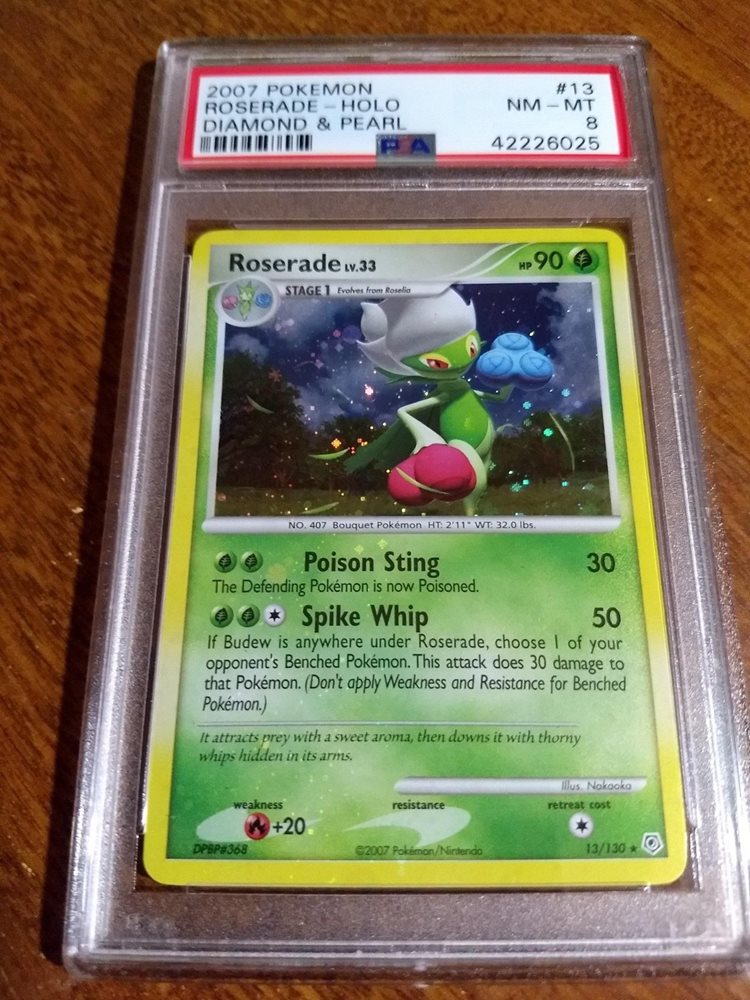 2007 POKEMON #13
ROSERADE - HOLO NM - MT
DIAMOND & PEARL 8
PSA 42226025
Roserade LV.33 HP 90
STAGE 1 Evolves from Roselia
NO. 407 Bouquet Pokémon HT: 2'11" WT: 32.0 lbs.
Poison Sting 30
The Defending Pokémon is now Poisoned.
Spike Whip 50
If Budew is anywhere under Roserade, choose 1 of your
opponent's Benched Pokémon. This attack does 30 damage to
that Pokémon. (Don't apply Weakness and Resistance for Benched
Pokémon.)
It attracts prey with a sweet aroma, then downs it with thorny
whips hidden in its arms.
Illus. Nakaoka
weakness resistance retreat cost
+20
DPBP#368 ©2007 Pokémon/Nintendo 13/130 ★